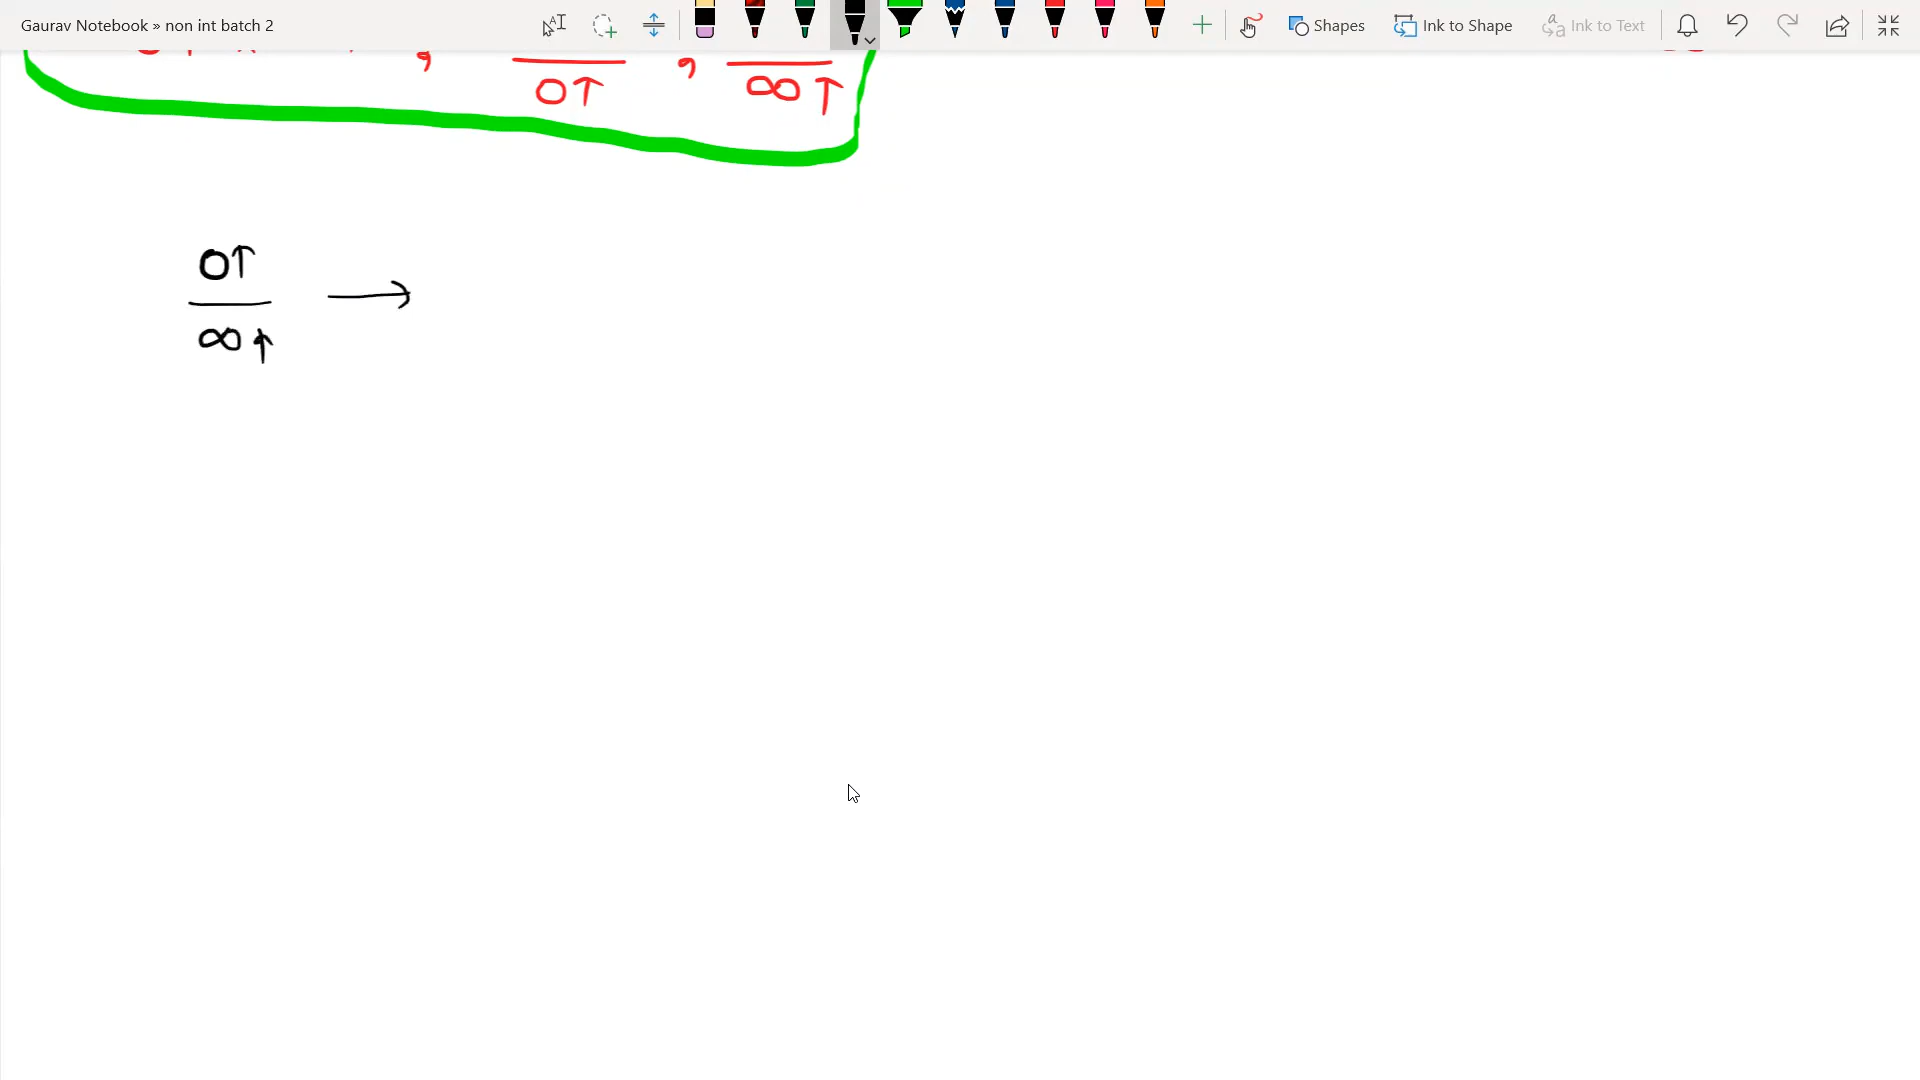 Gaurav Notebook » non int batch 2
Shapes
Ink to Shape
Ink to Text
0↑ , ∞↑
0↑ →
∞↑